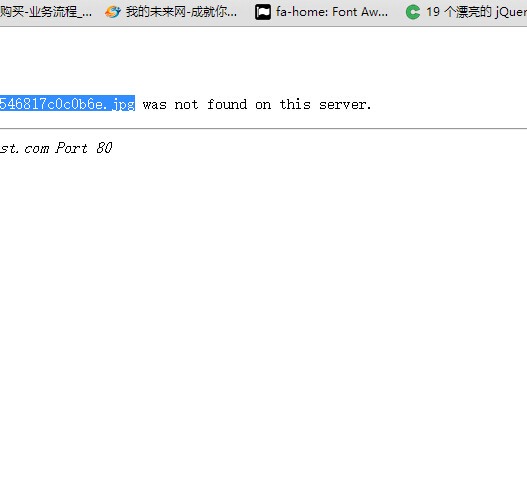 购买-业务流程_... 我的未来网-成就你... fa-home: Font Aw... 19 个漂亮的 jQuer
546817c0c0b6e.jpg was not found on this server.
st.com Port 80